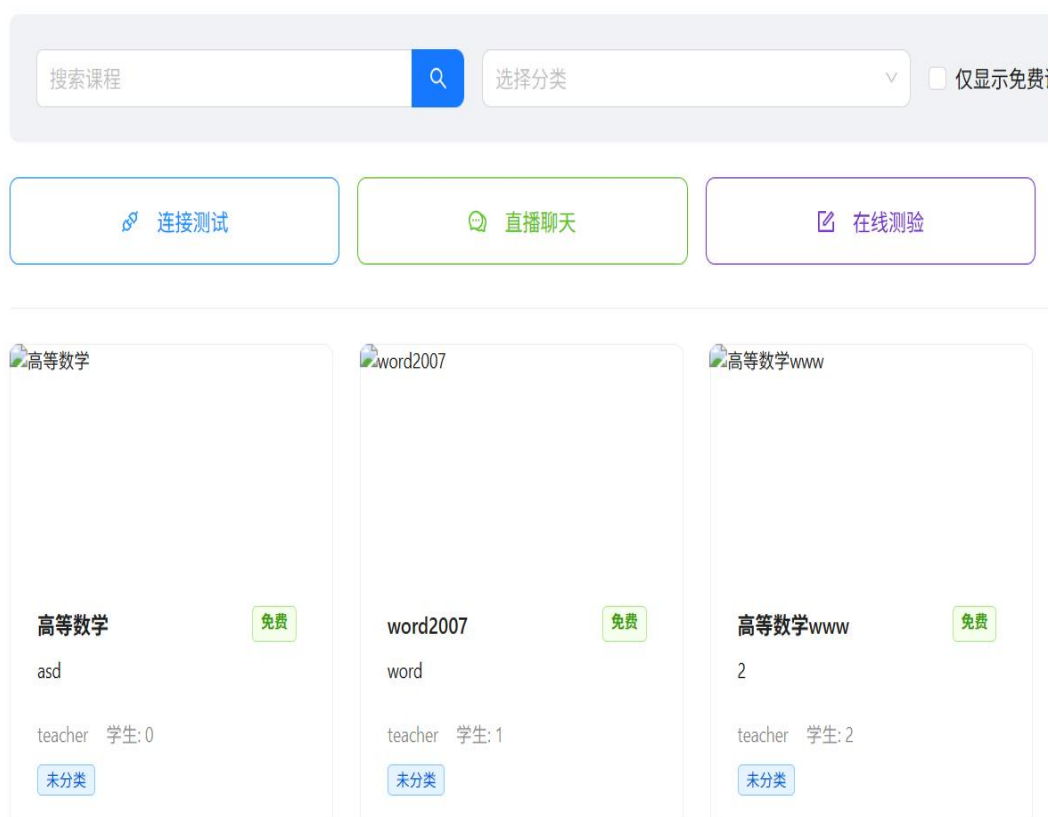 搜索课程
选择分类
仅显示免费
连接测试
直播聊天
在线测验
高等数学
word2007
高等数学www
高等数学 免费
asd
teacher 学生: 0
未分类
word2007 免费
word
teacher 学生: 1
未分类
高等数学www 免费
2
teacher 学生: 2
未分类